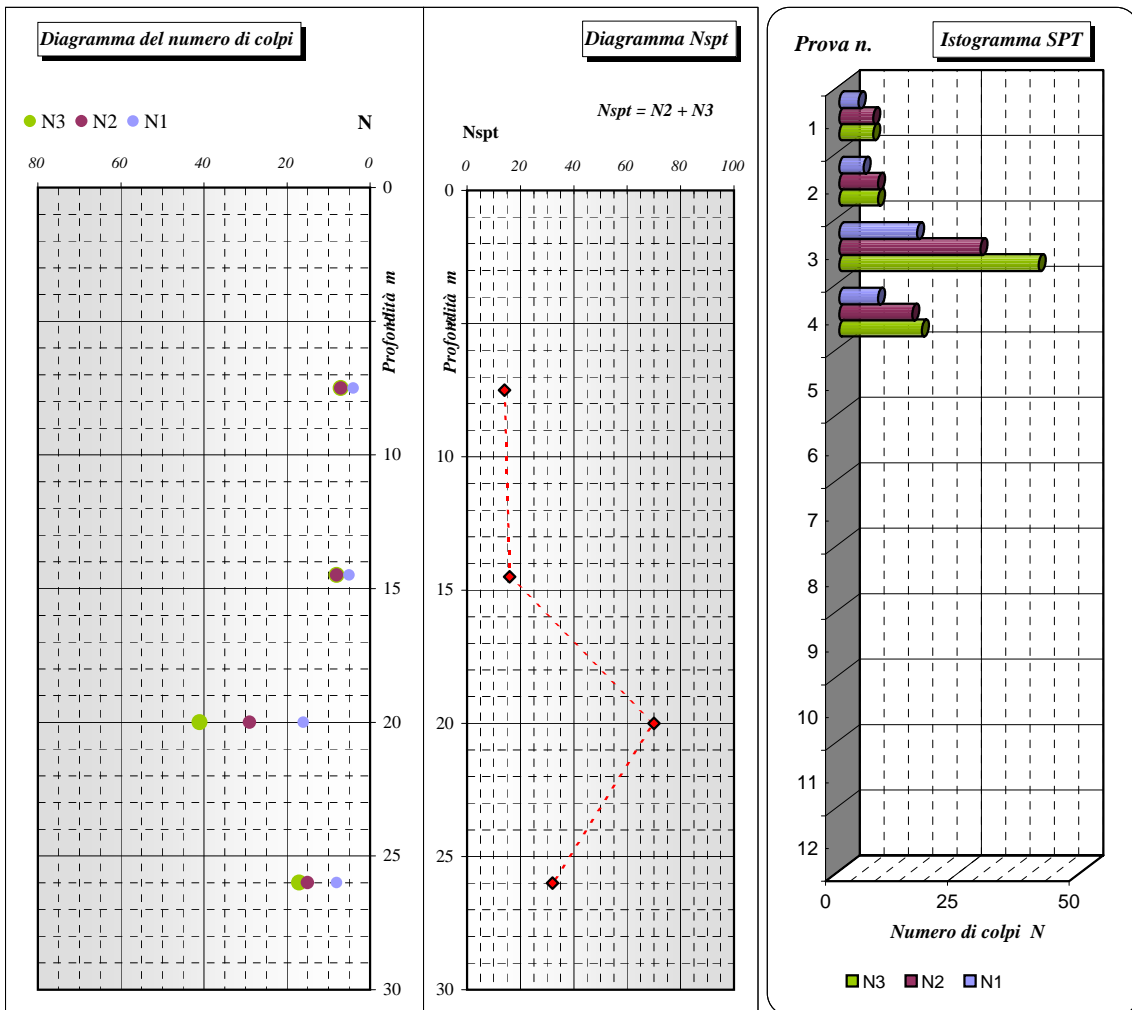 Diagramma del numero di colpi
N3 N2 N1
N
80 60 40 20 0
0
5
10
15
20
25
30
Profondità m
Diagramma Nspt
Nspt = N2 + N3
Nspt
0 20 40 60 80 100
0
5
10
15
20
25
30
Profondità m
Prova n.
Istogramma SPT
1
2
3
4
5
6
7
8
9
10
11
12
0 25 50
Numero di colpi N
N3 N2 N1